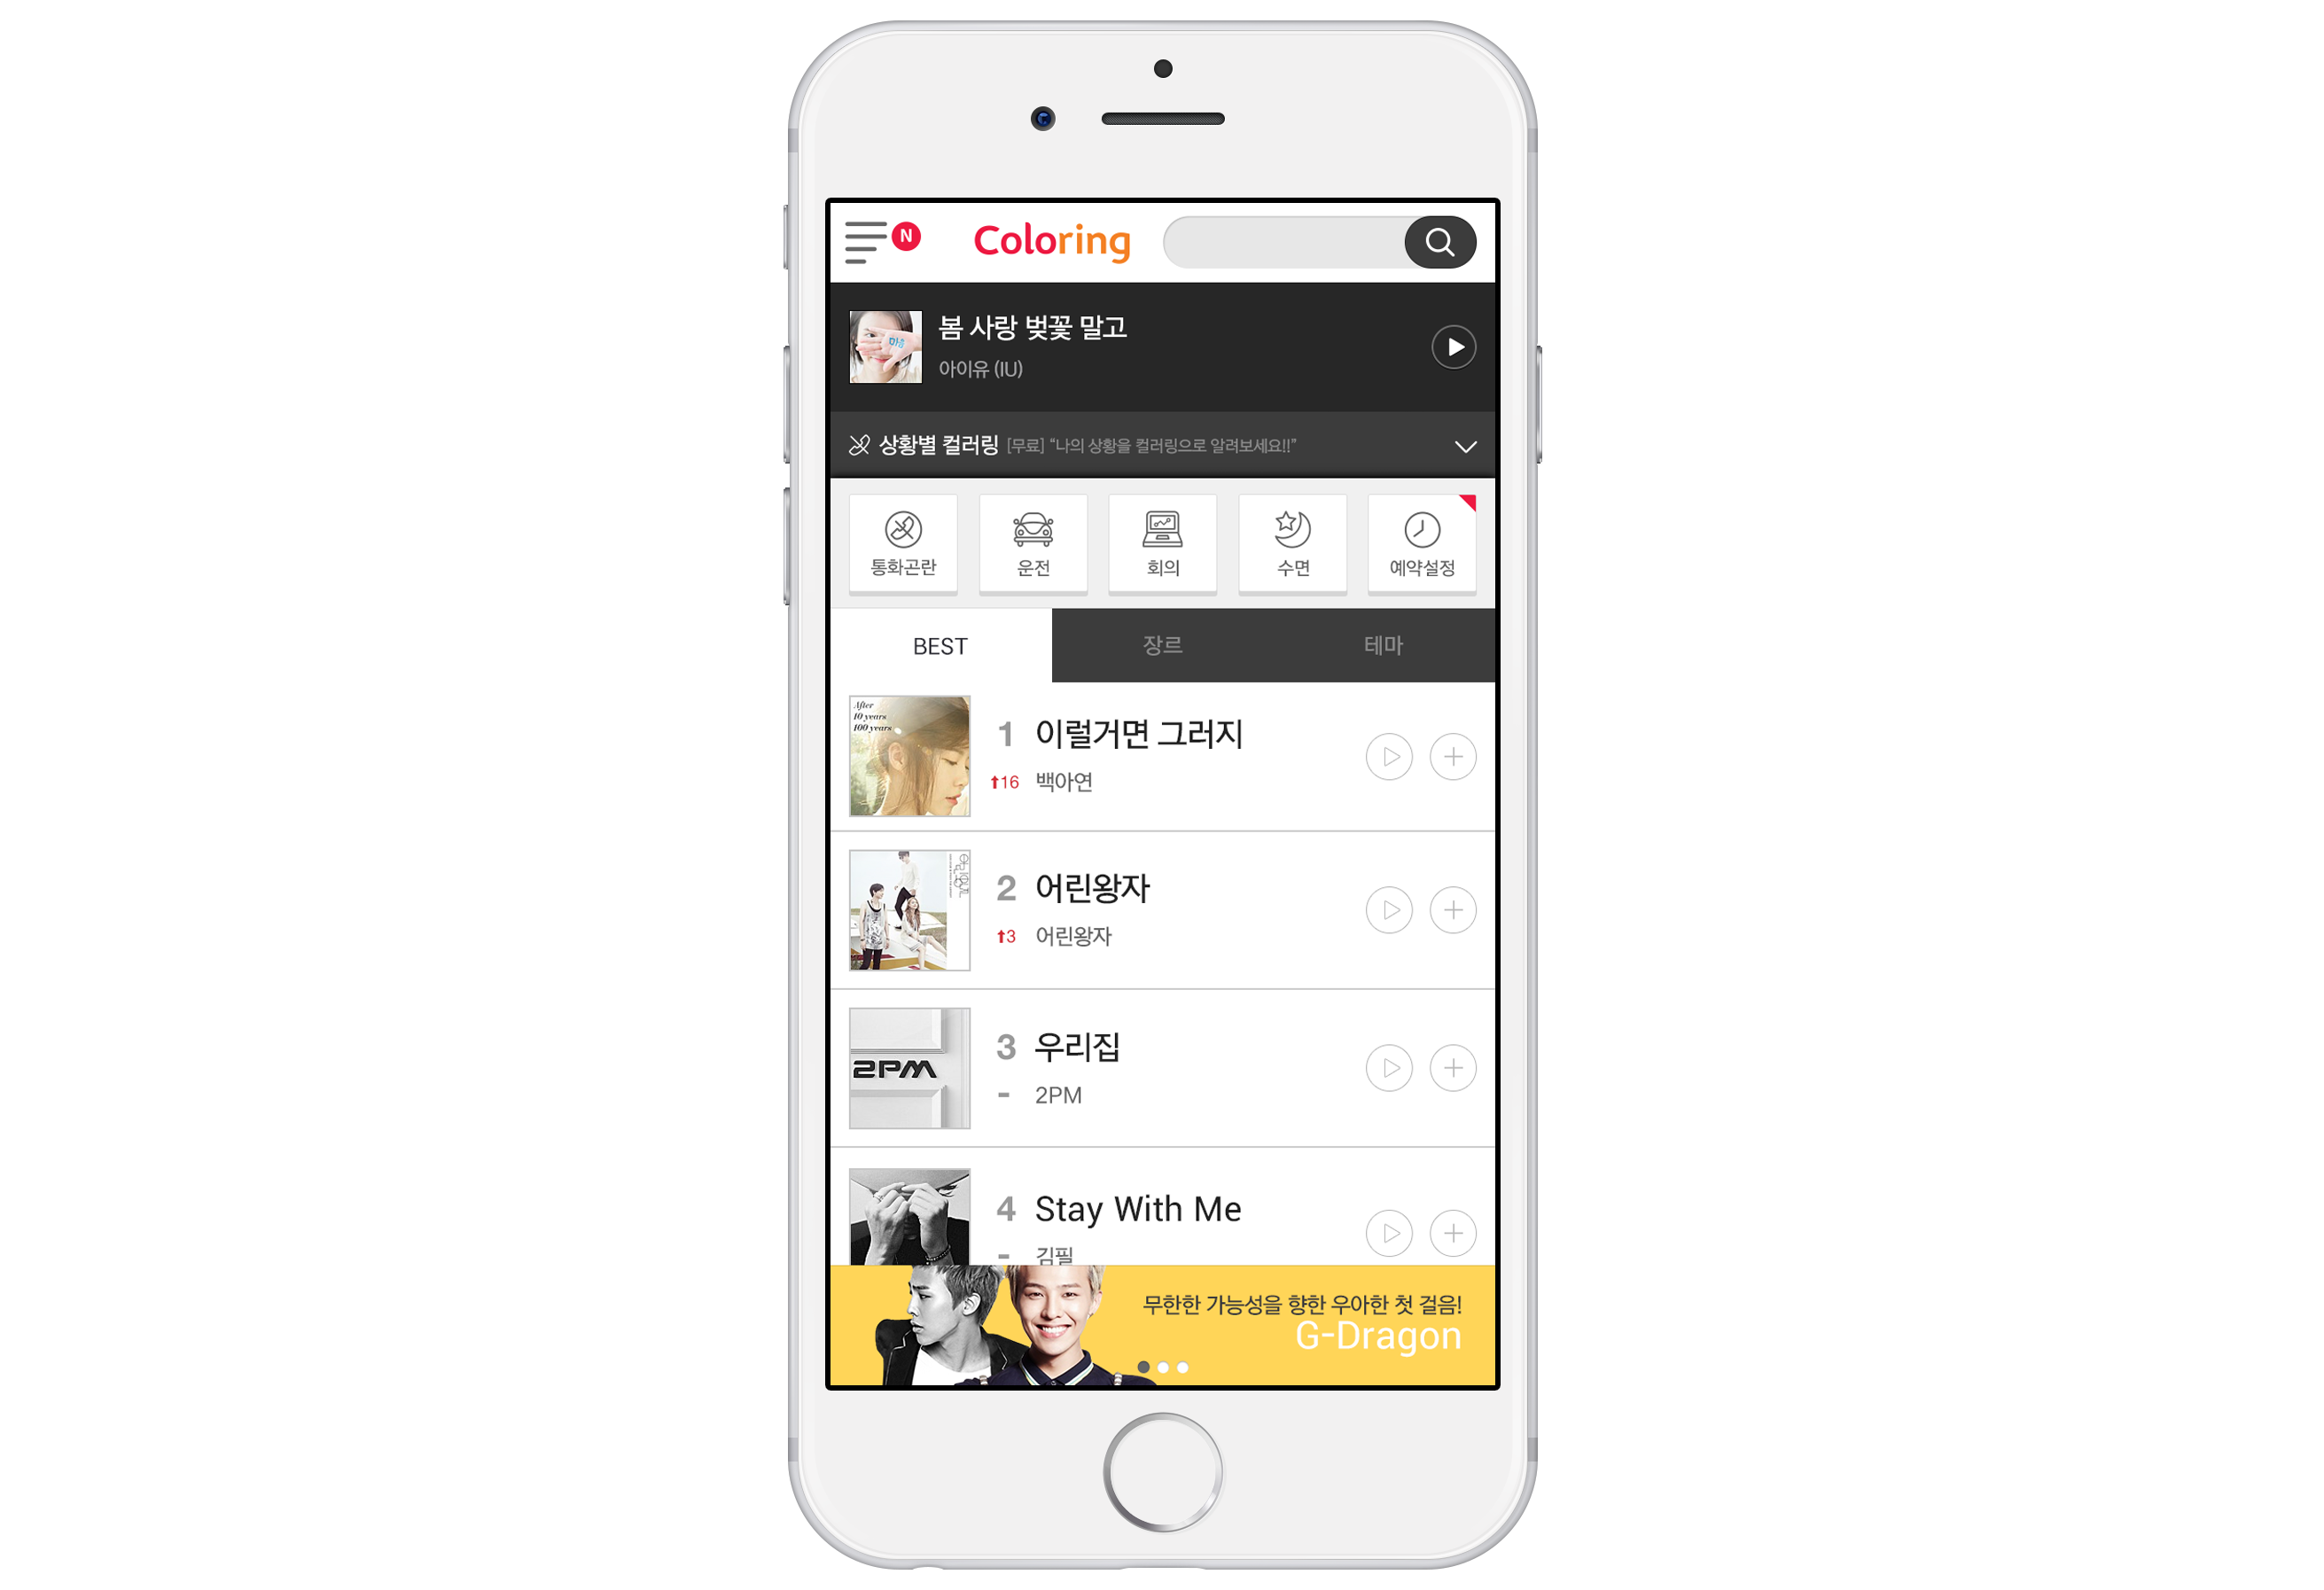 N
Coloring
봄 사랑 벚꽃 말고
아이유 (IU)
상황별 컬러링 [무료] “나의 상황을 컬러링으로 알려보세요!!”
통화곤란
운전
회의
수면
예약설정
BEST
장르
테마
After
10 years
100 years
1 이럴거면 그러지
16 백아연
2 어린왕자
3 어린왕자
2PM
3 우리집
- 2PM
4 Stay With Me
- 김필
무한한 가능성을 향한 우아한 첫 걸음!
G-Dragon